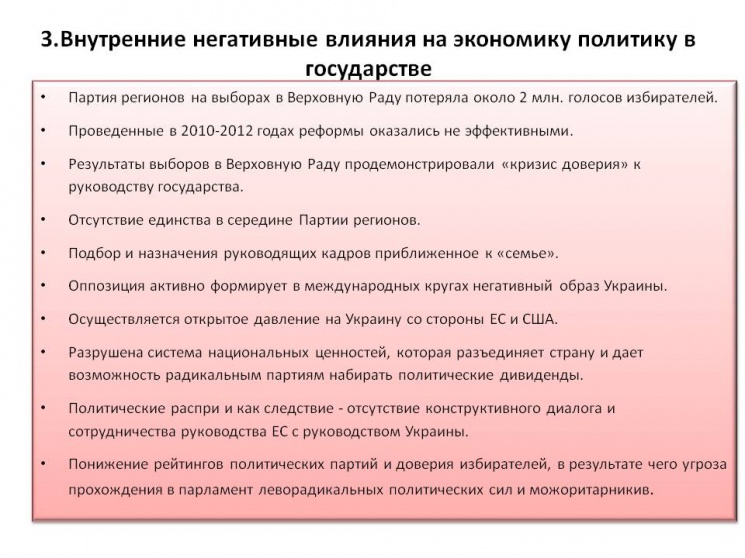 3.Внутренние негативные влияния на экономику политику в
государстве
• Партия регионов на выборах в Верховную Раду потеряла около 2 млн. голосов избирателей.
• Проведенные в 2010-2012 годах реформы оказались не эффективными.
• Результаты выборов в Верховную Раду продемонстрировали «кризис доверия» к
руководству государства.
• Отсутствие единства в середине Партии регионов.
• Подбор и назначения руководящих кадров приближенное к «семье».
• Оппозиция активно формирует в международных кругах негативный образ Украины.
• Осуществляется открытое давление на Украину со стороны ЕС и США.
• Разрушена система национальных ценностей, которая разъединяет страну и дает
возможность радикальным партиям набирать политические дивиденды.
• Политические распри и как следствие - отсутствие конструктивного диалога и
сотрудничества руководства ЕС с руководством Украины.
• Понижение рейтингов политических партий и доверия избирателей, в результате чего угроза
прохождения в парламент леворадикальных политических сил и можоритарникив.